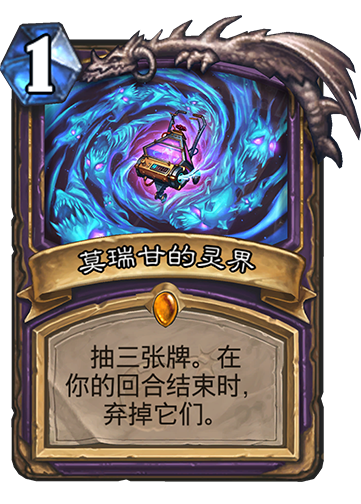 1
莫瑞甘的灵界
抽三张牌。在
你的回合结束时，
弃掉它们。